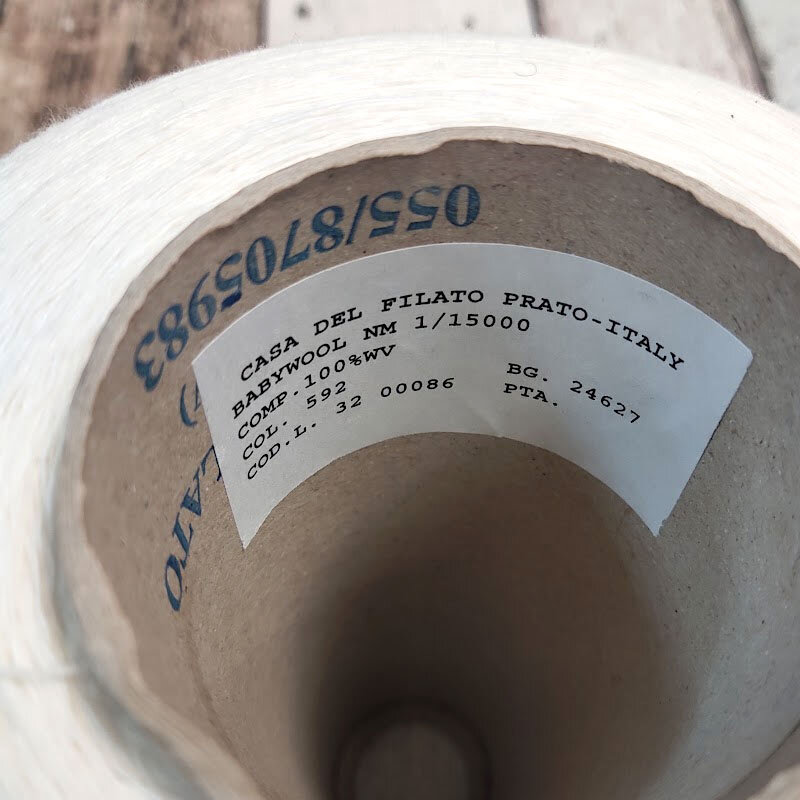 055/8705983
LATO
CASA DEL FILATO PRATO-ITALY
BABYWOOL NM 1/15000
COMP.100%WV
COL. 592 BG. 24627
COD.L. 32 00086 PTA.